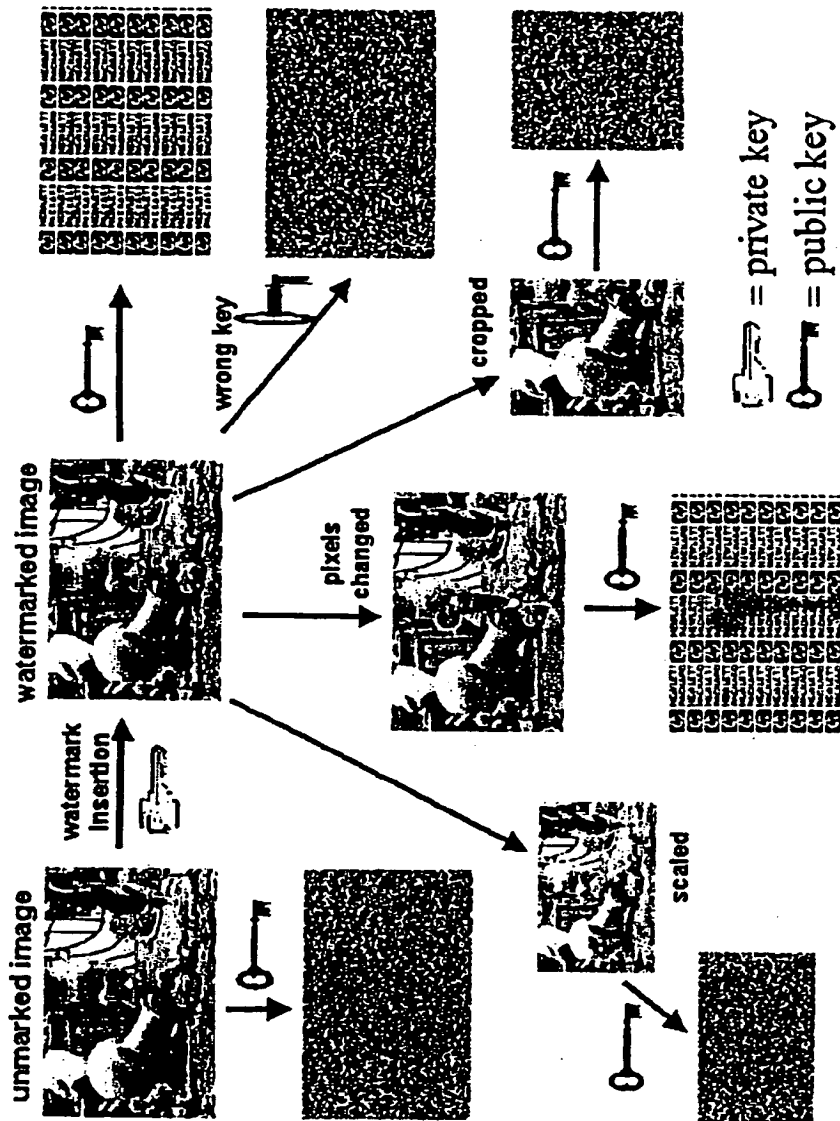 unmarked image
watermark
insertion
watermarked image
wrong key
pixels
changed
cropped
scaled
= private key
= public key